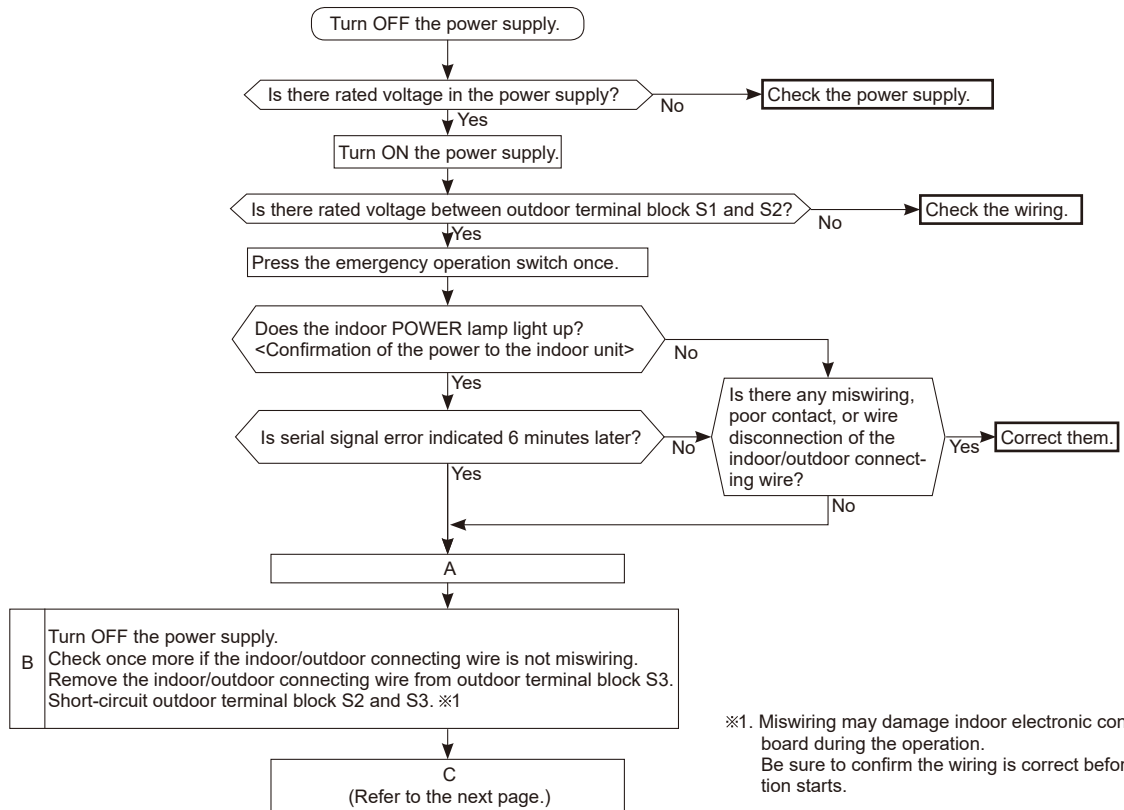 Turn OFF the power supply.
Is there rated voltage in the power supply?
No
Check the power supply.
Yes
Turn ON the power supply.
Is there rated voltage between outdoor terminal block S1 and S2?
No
Check the wiring.
Yes
Press the emergency operation switch once.
Does the indoor POWER lamp light up?
<Confirmation of the power to the indoor unit>
No
Yes
Is there any miswiring,
poor contact, or wire
disconnection of the
indoor/outdoor connect-
ing wire?
Is serial signal error indicated 6 minutes later?
No
Yes
Correct them.
Yes
No
A
B
Turn OFF the power supply.
Check once more if the indoor/outdoor connecting wire is not miswiring.
Remove the indoor/outdoor connecting wire from outdoor terminal block S3.
Short-circuit outdoor terminal block S2 and S3. ※1
C
(Refer to the next page.)
※1. Miswiring may damage indoor electronic con
board during the operation.
Be sure to confirm the wiring is correct befor
tion starts.